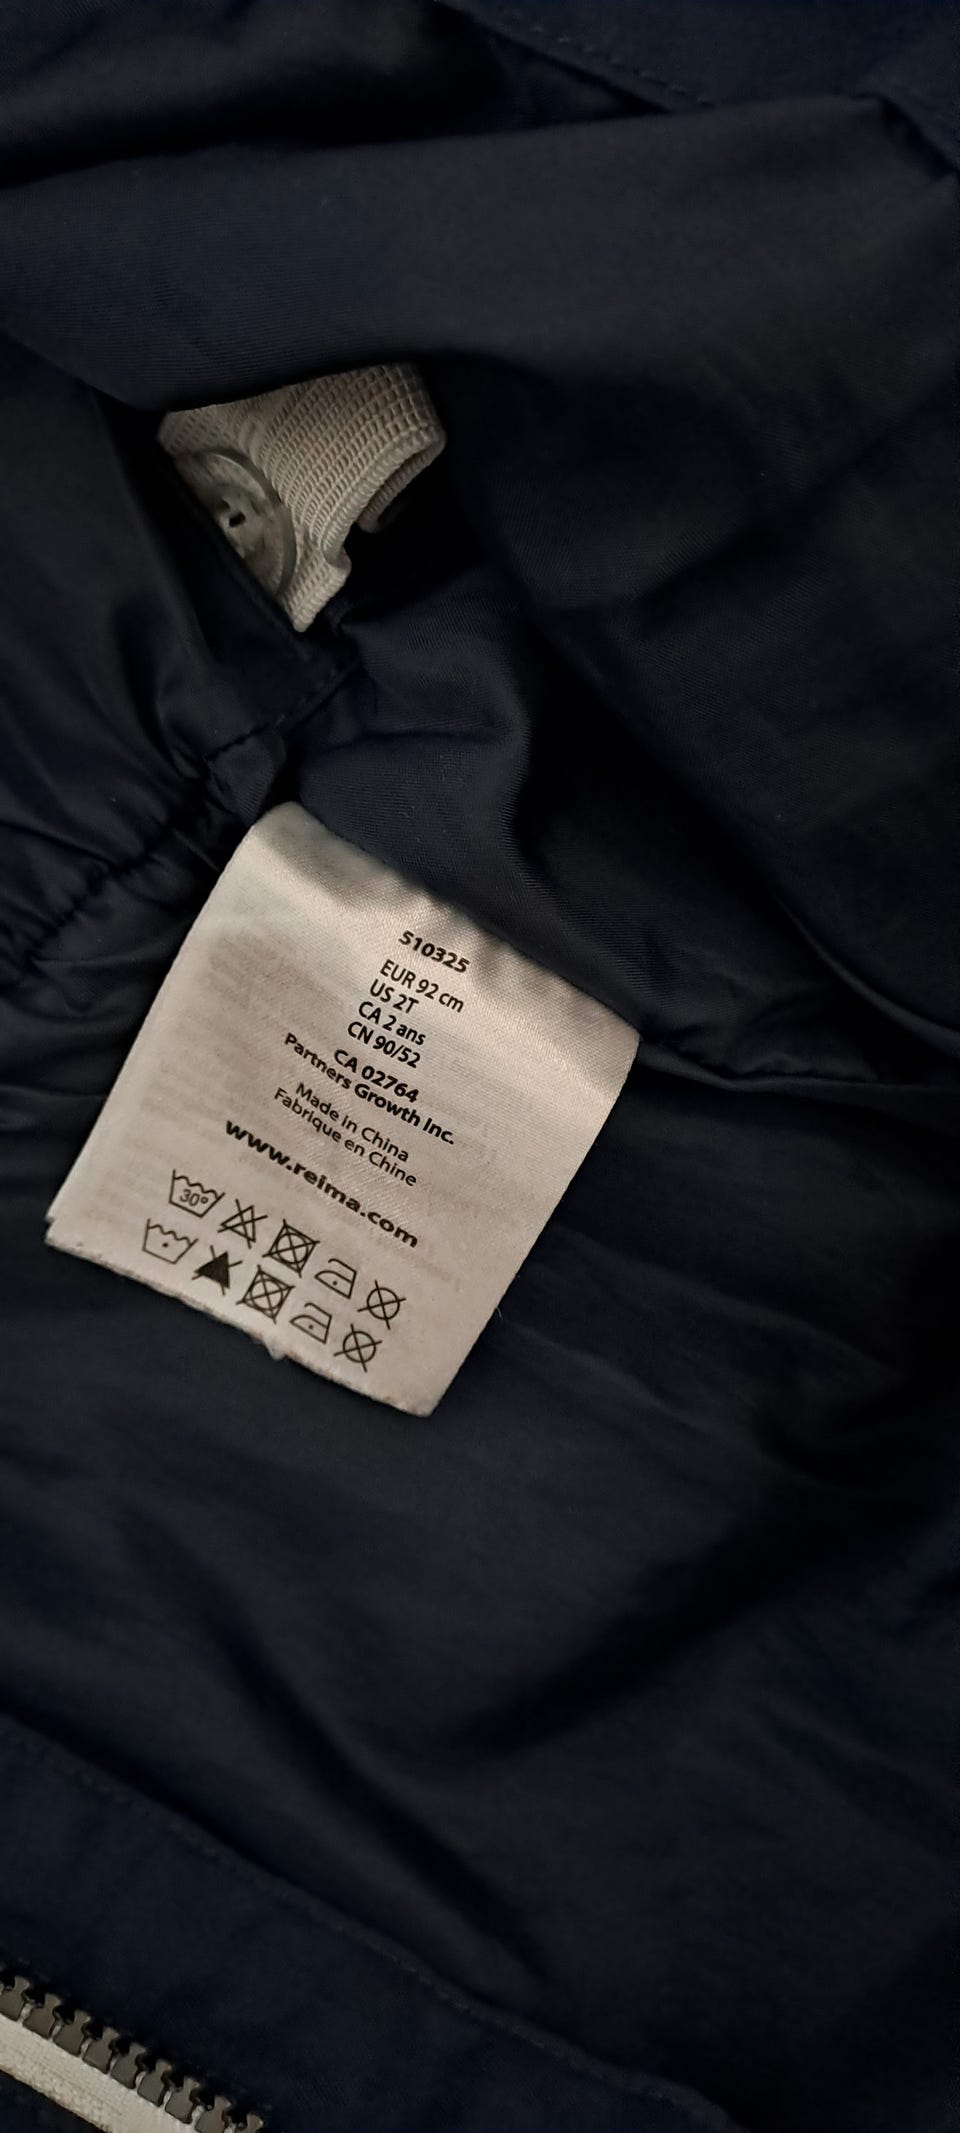 510325
EUR 92 cm
US 2T
CA 2 ans
CN 90/52
CA 02764
Partners Growth Inc.
Made in China
Fabrique en Chine
www.reima.com
30°